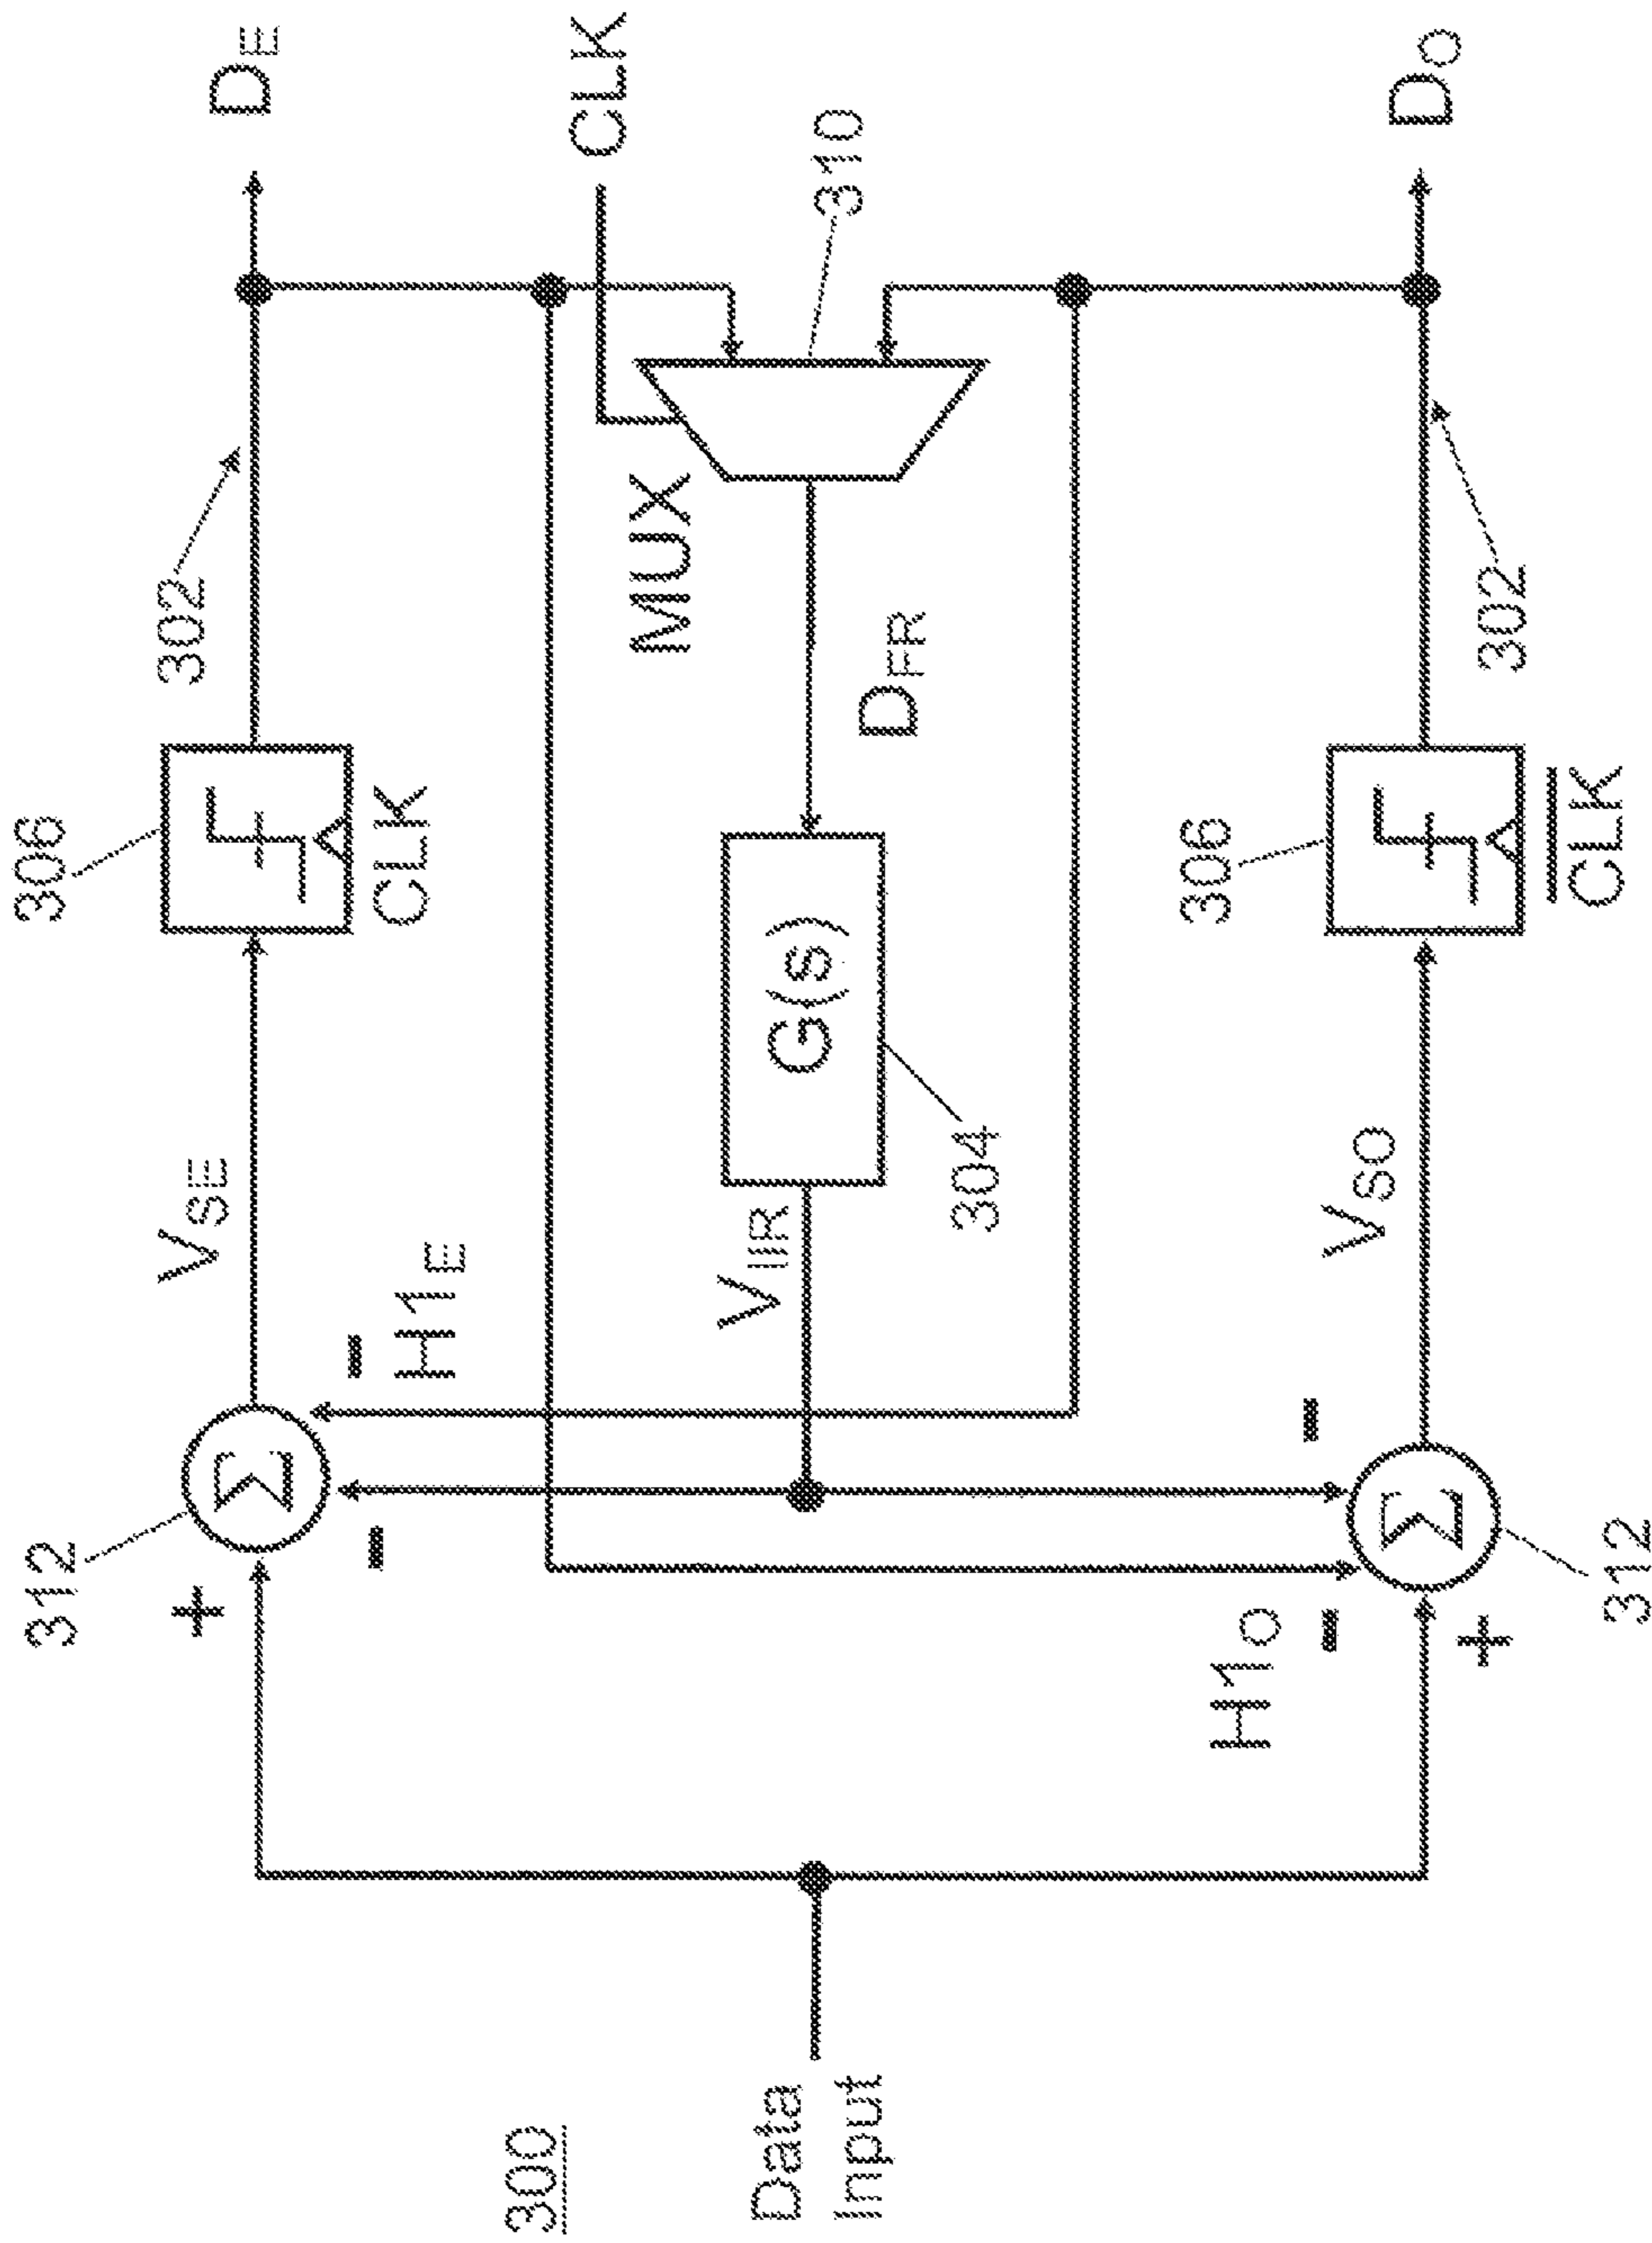 300
Data
Input
312
+
-
-
H1E
VSE
306
CLK
302
DE
CLK
MUX
310
DFR
G(s)
304
VIIR
H1O
-
-
+
312
VSO
306
C̅L̅K̅
302
DO
Σ
Σ